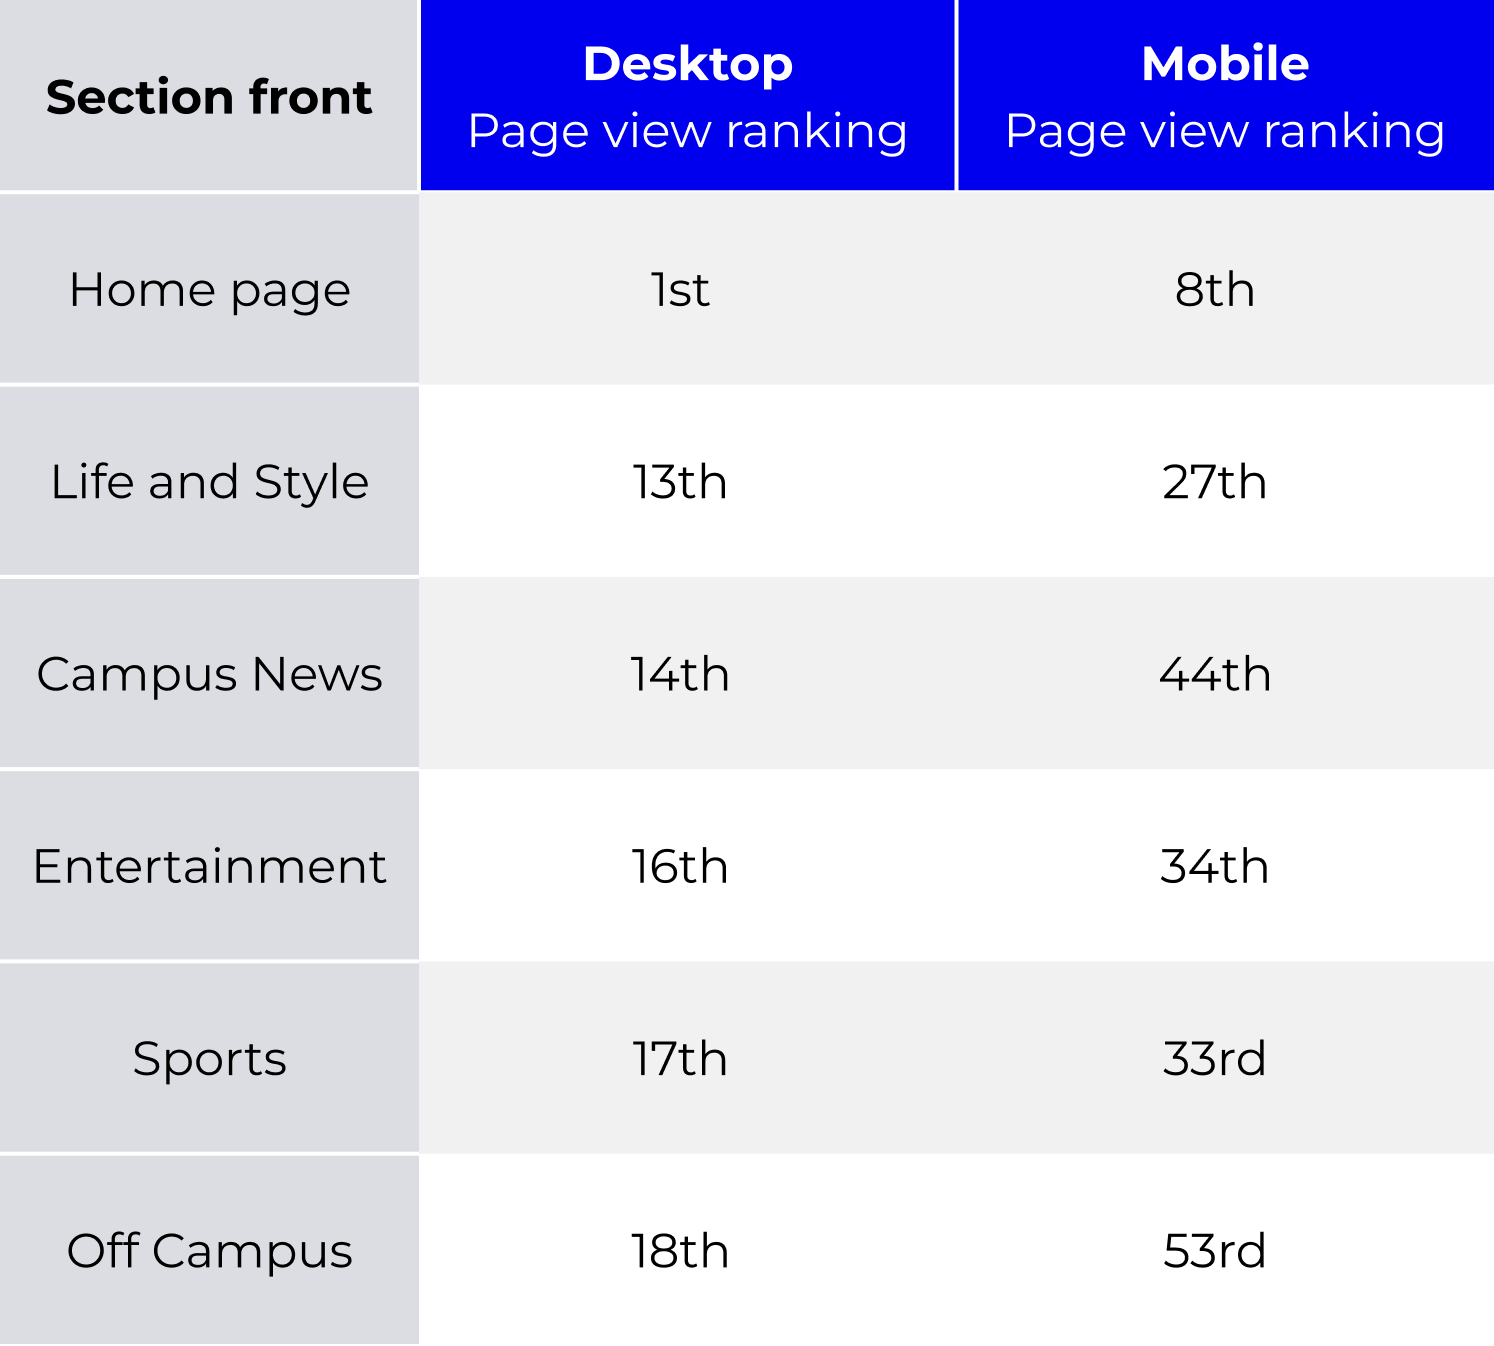 Section front
Desktop
Page view ranking
Mobile
Page view ranking
Home page
1st
8th
Life and Style
13th
27th
Campus News
14th
44th
Entertainment
16th
34th
Sports
17th
33rd
Off Campus
18th
53rd